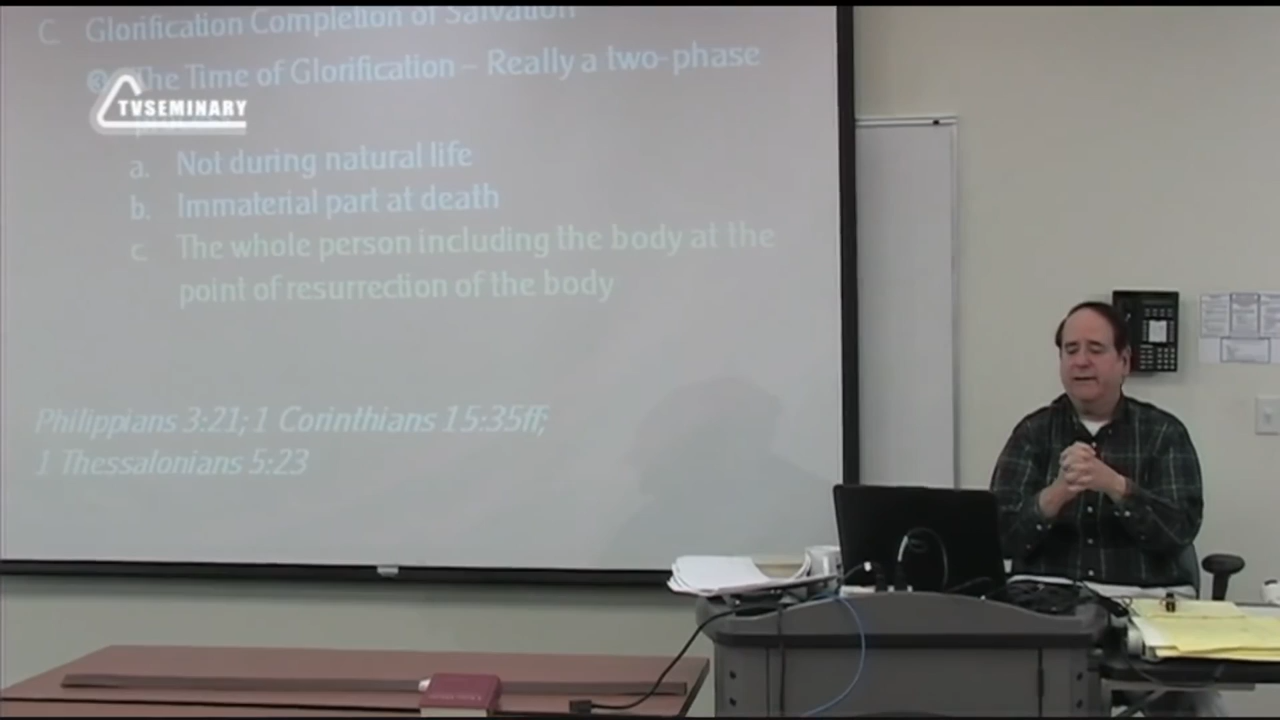 C Glorification Completion of Salvation
The Time of Glorification – Really a two-phase
TVSEMINARY
a. Not during natural life
b. Immaterial part at death
c The whole person including the body at the
point of resurrection of the body
Philippians 3:21; 1 Corinthians 15:35ff;
1 Thessalonians 5:23